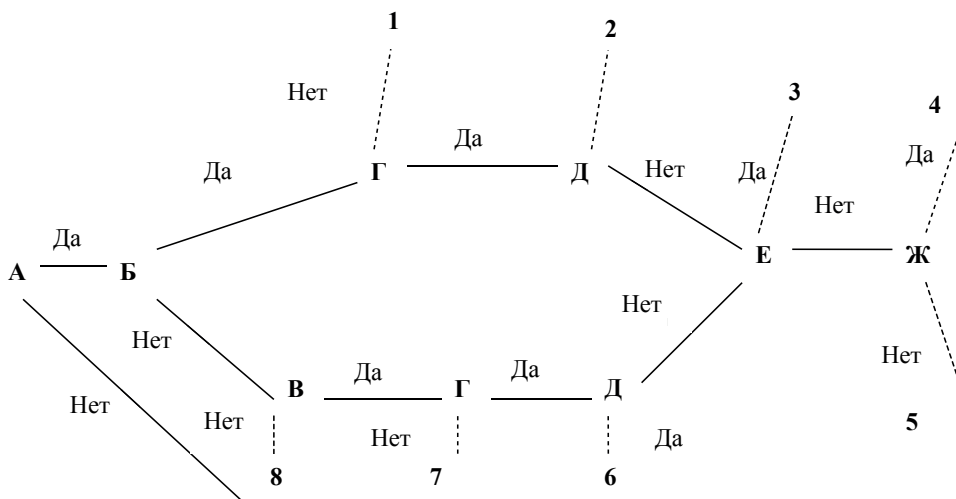 1 2
3 4
Нет
Да Да
Да Г Д Нет Да Нет
Да
А Б Е Ж
Нет Нет
Нет
В Да Г Да Д
Нет Нет Нет Да 5
8 7 6